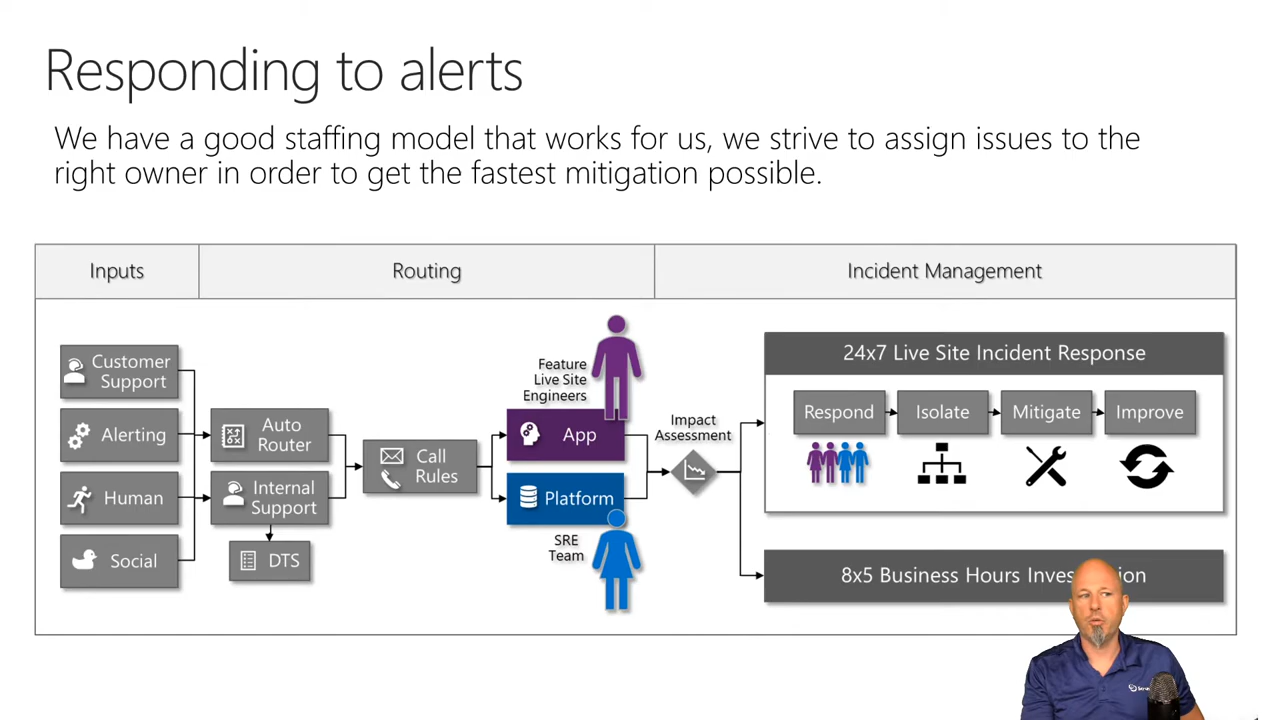 Responding to alerts
We have a good staffing model that works for us, we strive to assign issues to the
right owner in order to get the fastest mitigation possible.
Inputs
Routing
Incident Management
Customer
Support
Alerting
Human
Social
Auto
Router
Internal
Support
DTS
Call
Rules
Feature
Live Site
Engineers
App
Platform
SRE
Team
Impact
Assessment
24x7 Live Site Incident Response
Respond
Isolate
Mitigate
Improve
8x5 Business Hours